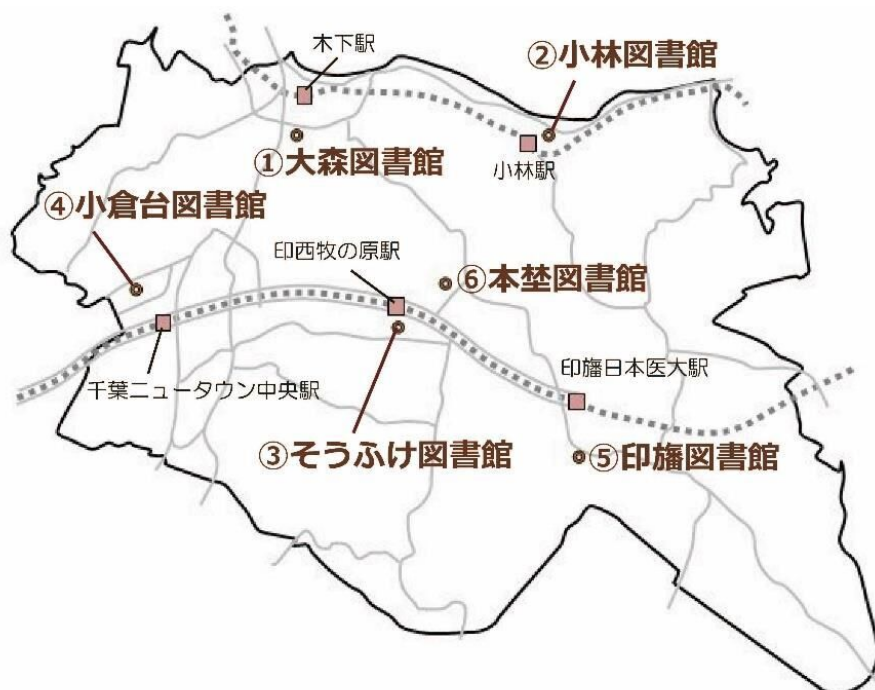 木下駅
②小林図書館
①大森図書館
小林駅
④小倉台図書館
印西牧の原駅
⑥本埜図書館
印旛日本医大駅
千葉ニュータウン中央駅
③そうふけ図書館
⑤印旛図書館